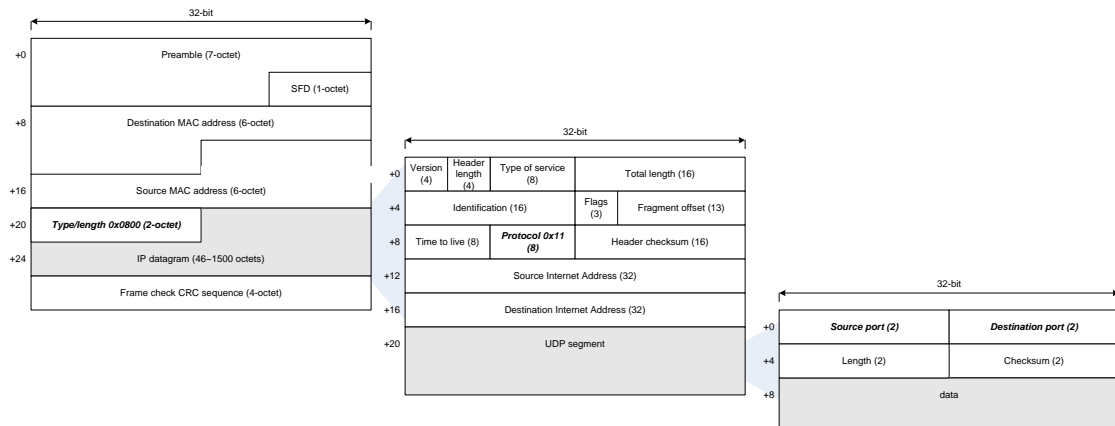 32-bit
+0
Preamble (7-octet)
SFD (1-octet)
+8
Destination MAC address (6-octet)
+16
Source MAC address (6-octet)
+20
Type/length 0x0800 (2-octet)
+24
IP datagram (46~1500 octets)
Frame check CRC sequence (4-octet)
32-bit
+0
Version
(4)
Header
length
(4)
Type of service
(8)
Total length (16)
+4
Identification (16)
Flags
(3)
Fragment offset (13)
+8
Time to live (8)
Protocol 0x11
(8)
Header checksum (16)
+12
Source Internet Address (32)
+16
Destination Internet Address (32)
+20
UDP segment
32-bit
+0
Source port (2)
Destination port (2)
+4
Length (2)
Checksum (2)
+8
data